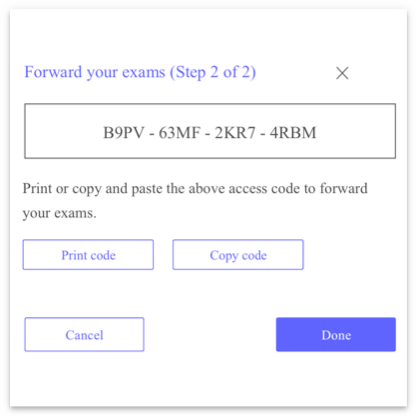 Forward your exams (Step 2 of 2)
B9PV - 63MF - 2KR7 - 4RBM
Print or copy and paste the above access code to forward
your exams.
Print code
Copy code
Cancel
Done